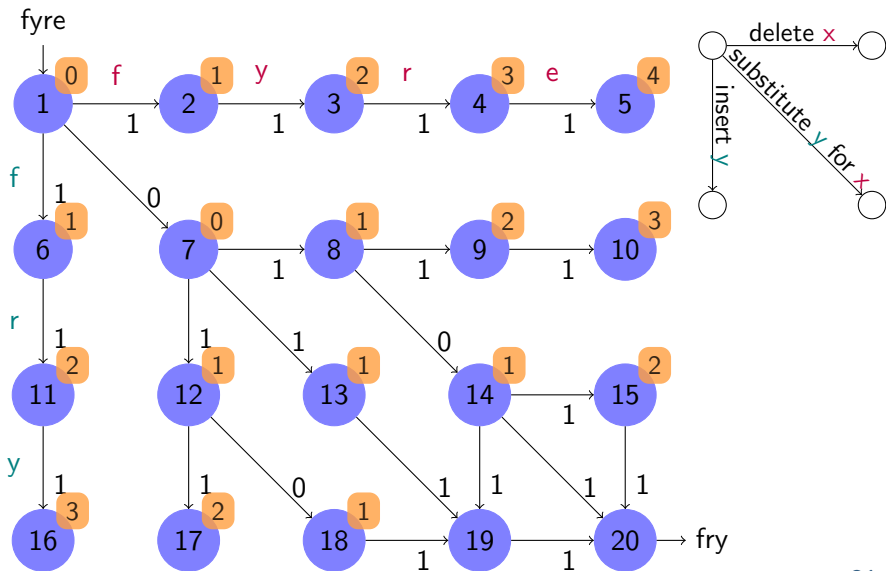 fyre
0 f 1 y 2 r 3 e 4
1 2 3 4 5
1 1 1 1
delete x
insert y
substitute y for x
f 1 0
1 0 1 2 3
6 7 8 9 10
1 1 1
r 1 1 1 0
2 1 1 1 2
11 12 13 14 15
1
y 1 1 0 1 1 1 1
3 2 1
16 17 18 19 20 fry
1 1